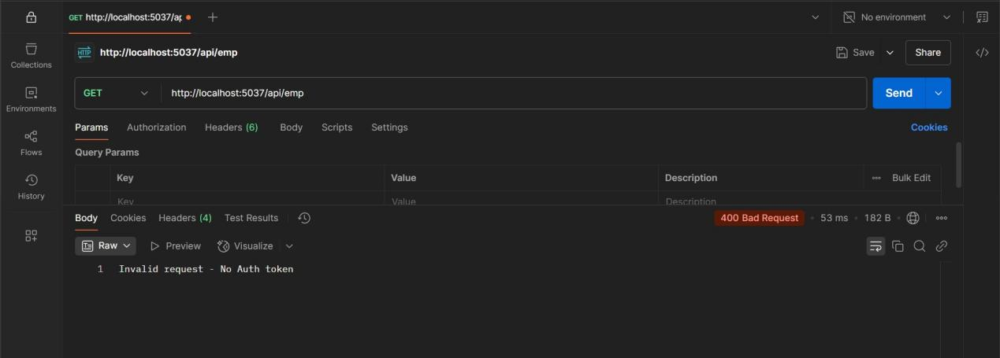 GET http://localhost:5037/ap
No environment
Collections
Environments
Flows
History
HTTP http://localhost:5037/api/emp
Save
Share
GET http://localhost:5037/api/emp
Send
Params Authorization Headers (6) Body Scripts Settings
Cookies
Query Params
Key Value Description
Bulk Edit
Key Value Description
Body Cookies Headers (4) Test Results
400 Bad Request • 53 ms • 182 B
Raw Preview Visualize
1 Invalid request - No Auth token